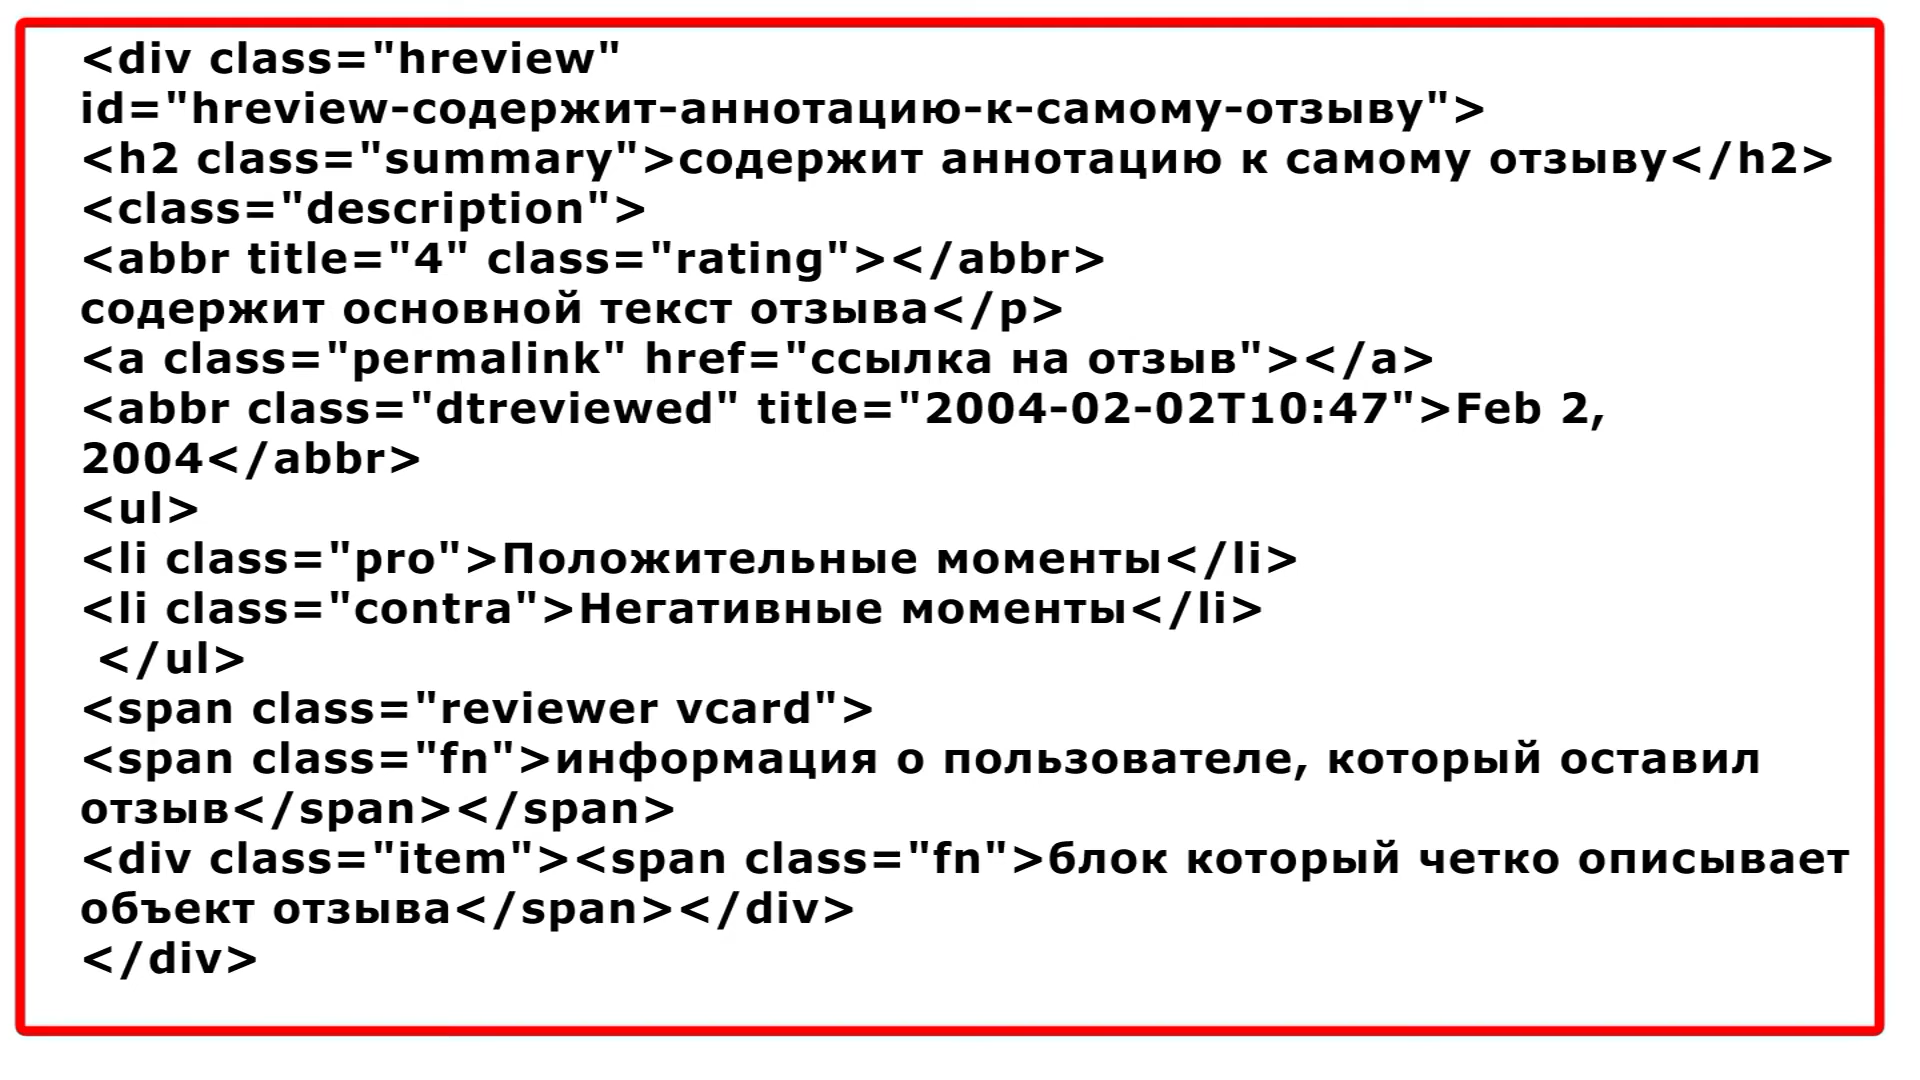 <div class="hreview"
id="hreview-содержит-аннотацию-к-самому-отзыву">
<h2 class="summary">содержит аннотацию к самому отзыву</h2>
<class="description">
<abbr title="4" class="rating"></abbr>
содержит основной текст отзыва</p>
<a class="permalink" href="ссылка на отзыв"></a>
<abbr class="dtreviewed" title="2004-02-02T10:47">Feb 2,
2004</abbr>
<ul>
<li class="pro">Положительные моменты</li>
<li class="contra">Негативные моменты</li>
</ul>
<span class="reviewer vcard">
<span class="fn">информация о пользователе, который оставил
отзыв</span></span>
<div class="item"><span class="fn">блок который четко описывает
объект отзыва</span></div>
</div>